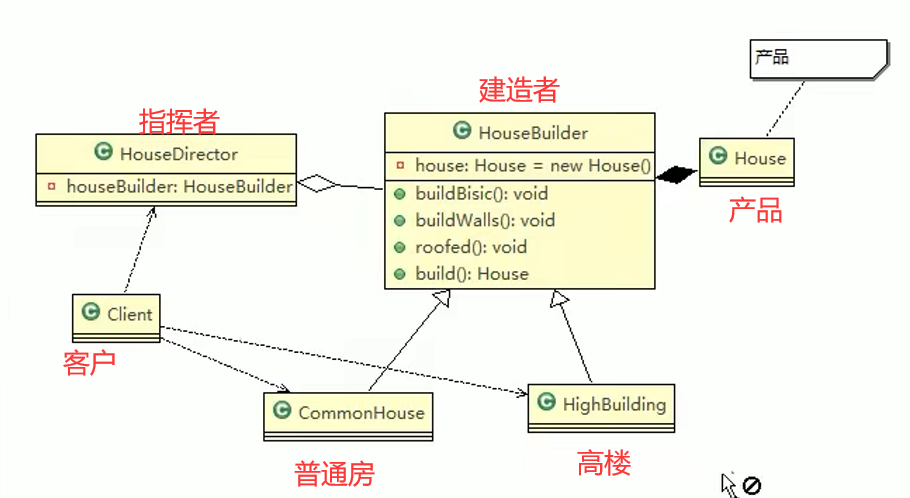 产品
建造者
指挥者
HouseBuilder
house: House = new House()
buildBisic(): void
buildWalls(): void
roofed(): void
build(): House
HouseDirector
houseBuilder: HouseBuilder
House
产品
Client
客户
CommonHouse
普通房
HighBuilding
高楼